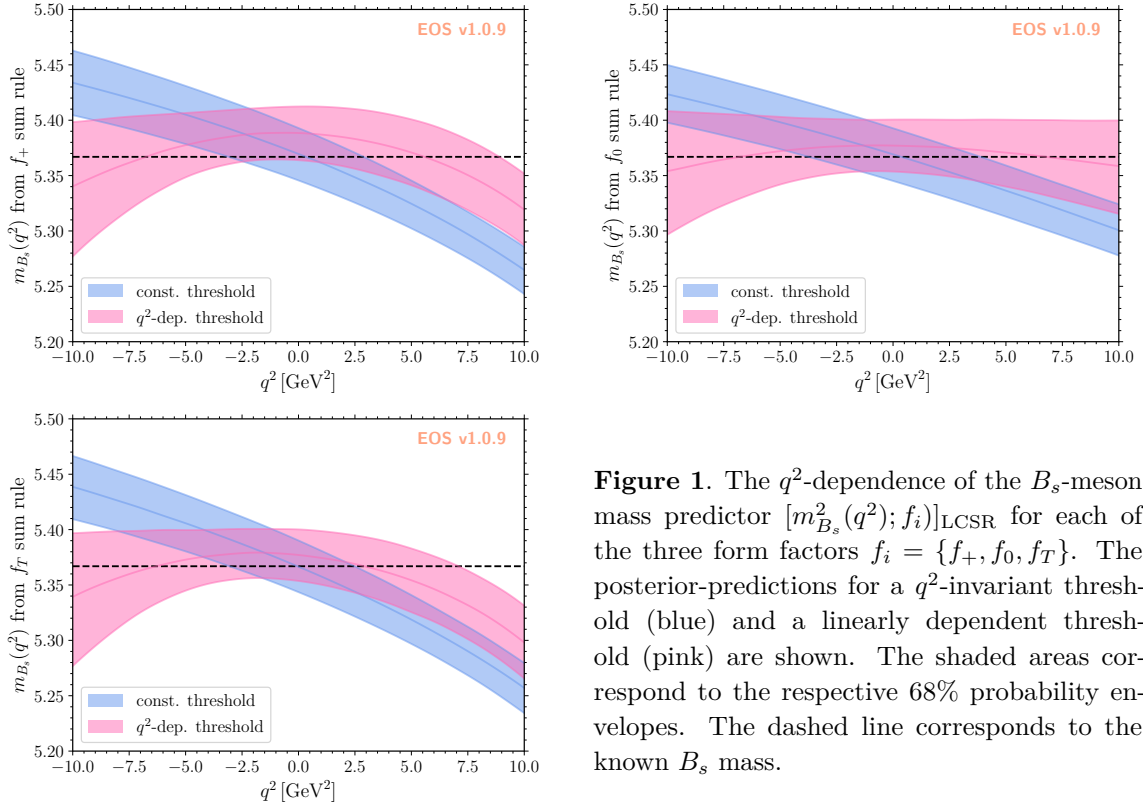 EOS v1.0.9
m_{B_s}(q^2) from f_+ sum rule
5.45
5.40
5.35
5.30
5.25
5.20
const. threshold
q^2-dep. threshold
−10.0 −7.5 −5.0 −2.5 0.0 2.5 5.0 7.5 10.0
q^2 [GeV^2]
EOS v1.0.9
m_{B_s}(q^2) from f_0 sum rule
5.45
5.40
5.35
5.30
5.25
5.20
const. threshold
q^2-dep. threshold
−10.0 −7.5 −5.0 −2.5 0.0 2.5 5.0 7.5 10.0
q^2 [GeV^2]
EOS v1.0.9
m_{B_s}(q^2) from f_T sum rule
5.50
5.45
5.40
5.35
5.30
5.25
5.20
const. threshold
q^2-dep. threshold
−10.0 −7.5 −5.0 −2.5 0.0 2.5 5.0 7.5 10.0
q^2 [GeV^2]
Figure 1. The q^2-dependence of the B_s-meson
mass predictor [m^2_{B_s}(q^2); f_i)]_{LCSR} for each of
the three form factors f_i = {f_+, f_0, f_T}. The
posterior-predictions for a q^2-invariant thresh-
old (blue) and a linearly dependent thresh-
old (pink) are shown. The shaded areas cor-
respond to the respective 68% probability en-
velopes. The dashed line corresponds to the
known B_s mass.